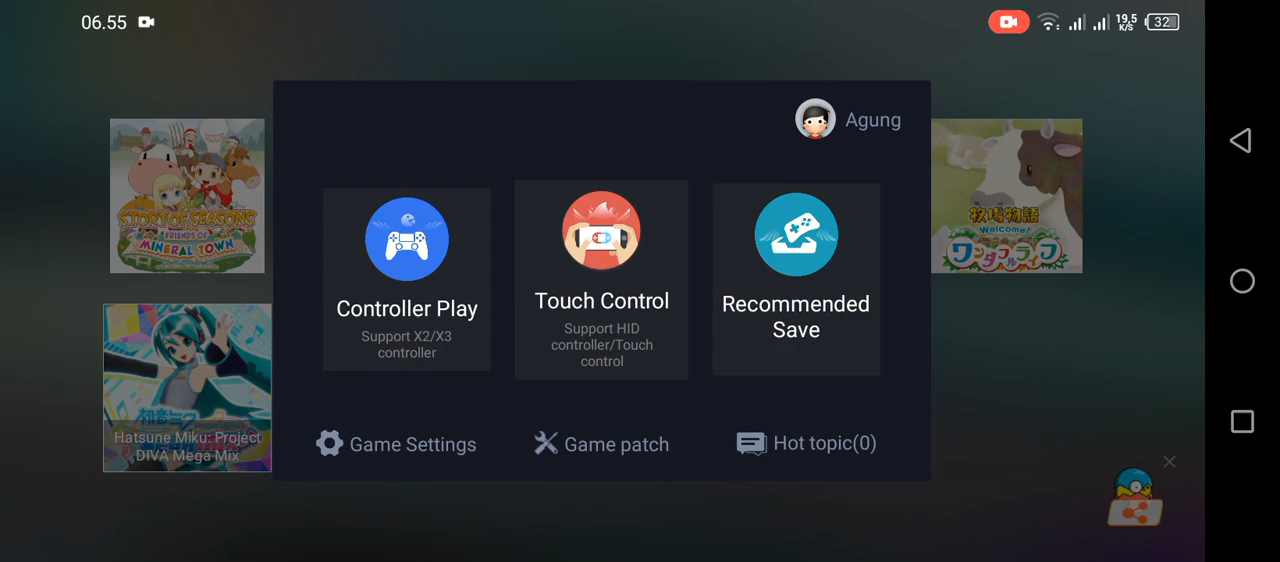 06.55
19,5
K/S
32
Agung
STORY OF SEASONS
FRIENDS OF
MINERAL TOWN
牧場物語
Welcome!
ワンダフルライフ
Controller Play
Support X2/X3
controller
Touch Control
Support HID
controller/Touch
control
Recommended
Save
初音ミク
Hatsune Miku: Project
DIVA Mega Mix
Game Settings
Game patch
Hot topic(0)